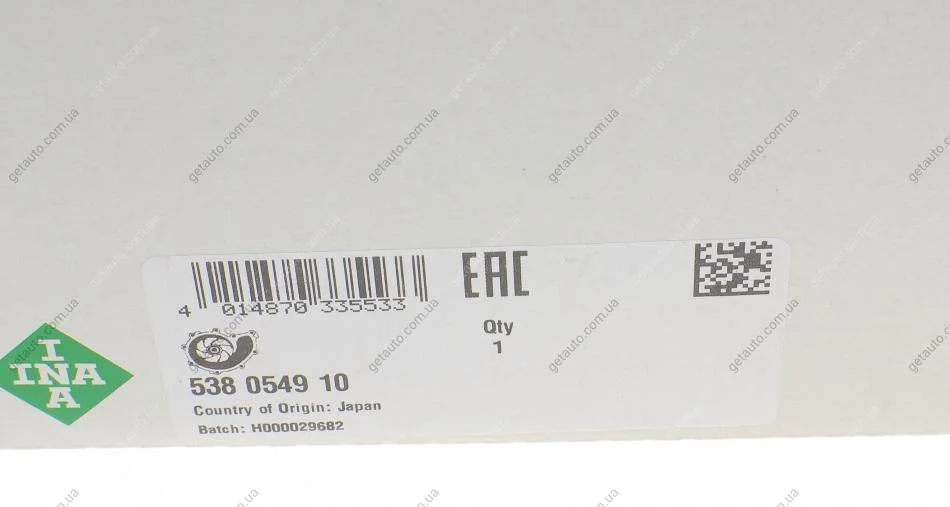 4 014870 335533
EAC
Qty
1
538 0549 10
Country of Origin: Japan
Batch: H000029682
INA
INA
getauto.com.ua